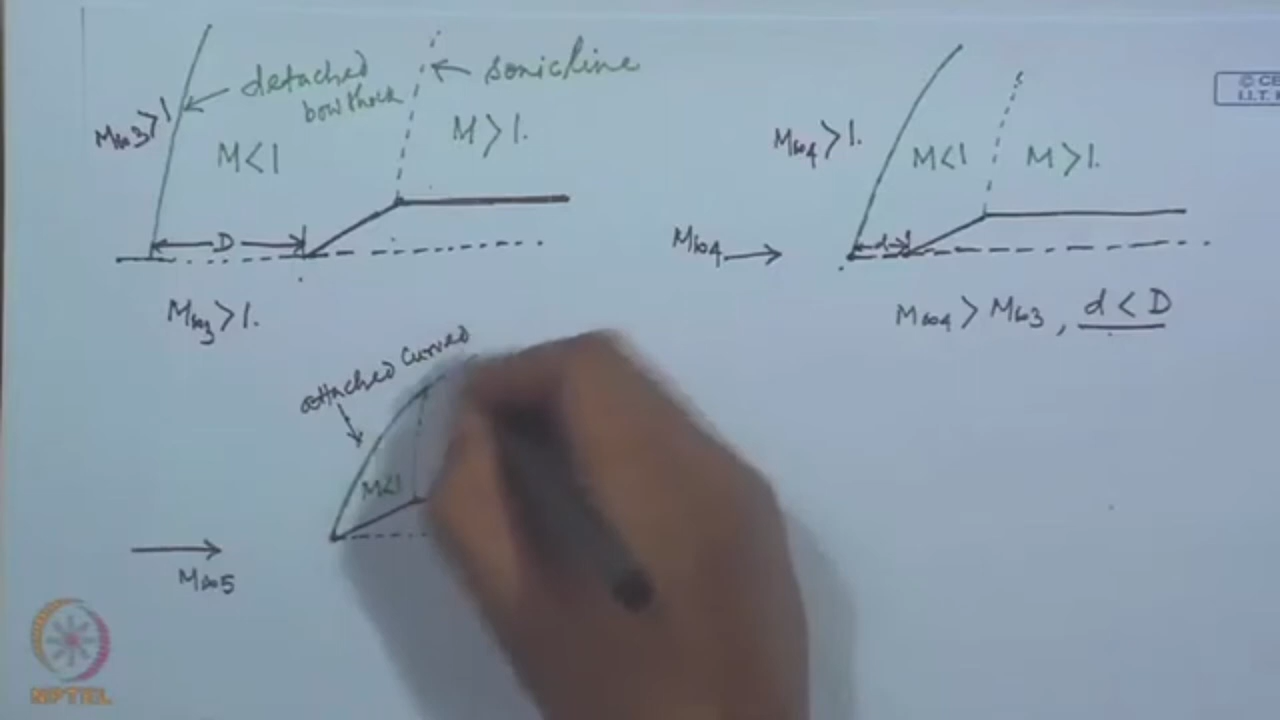 M∞3 > 1
detached
bow shock
sonic line
M < 1
M > 1.
D
M∞3 > 1.
M∞4 > 1.
M < 1
M > 1.
M∞4
d
M∞4 > M∞3, d < D
attached curved
M < 1
M∞5
© CE
I.I.T. K
NPTEL